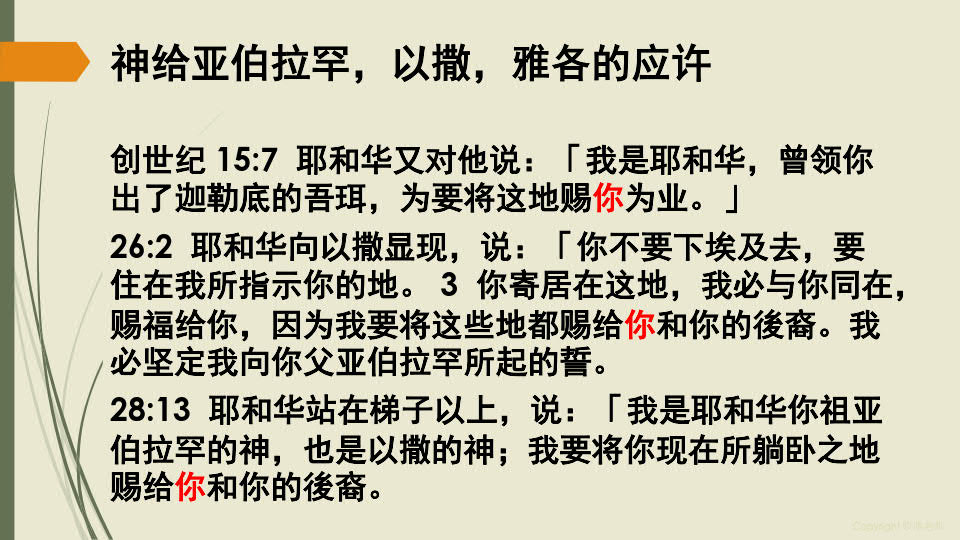 神给亚伯拉罕，以撒，雅各的应许
创世纪 15:7 耶和华又对他说：「我是耶和华，曾领你
出了迦勒底的吾珥，为要将这地赐你为业。」
26:2 耶和华向以撒显现，说：「你不要下埃及去，要
住在我所指示你的地。 3 你寄居在这地，我必与你同在，
赐福给你，因为我要将这些地都赐给你和你的後裔。我
必坚定我向你父亚伯拉罕所起的誓。
28:13 耶和华站在梯子以上，说：「我是耶和华你祖亚
伯拉罕的神，也是以撒的神；我要将你现在所躺卧之地
赐给你和你的後裔。
Copyright